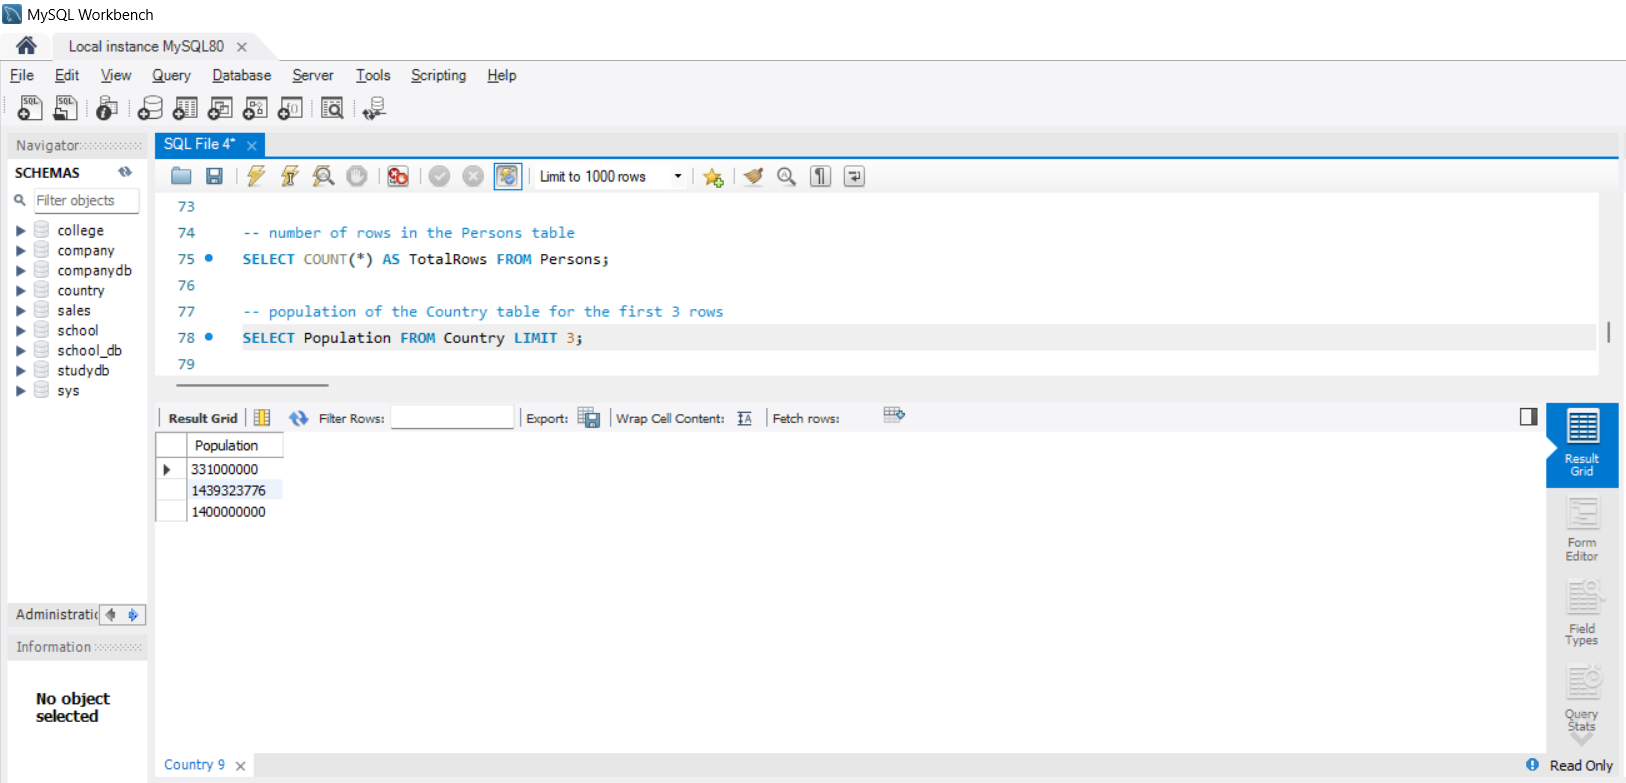 MySQL Workbench
Local instance MySQL80
File Edit View Query Database Server Tools Scripting Help
Navigator
SCHEMAS
Filter objects
college
company
companydb
country
sales
school
school_db
studydb
sys
Administratic
Information
No object
selected
SQL File 4*
Limit to 1000 rows
73
74 -- number of rows in the Persons table
75 SELECT COUNT(*) AS TotalRows FROM Persons;
76
77 -- population of the Country table for the first 3 rows
78 SELECT Population FROM Country LIMIT 3;
79
Result Grid Filter Rows: Export: Wrap Cell Content: Fetch rows:
Population
331000000
1439323776
1400000000
Result
Grid
Form
Editor
Field
Types
Query
Stats
Country 9
Read Only